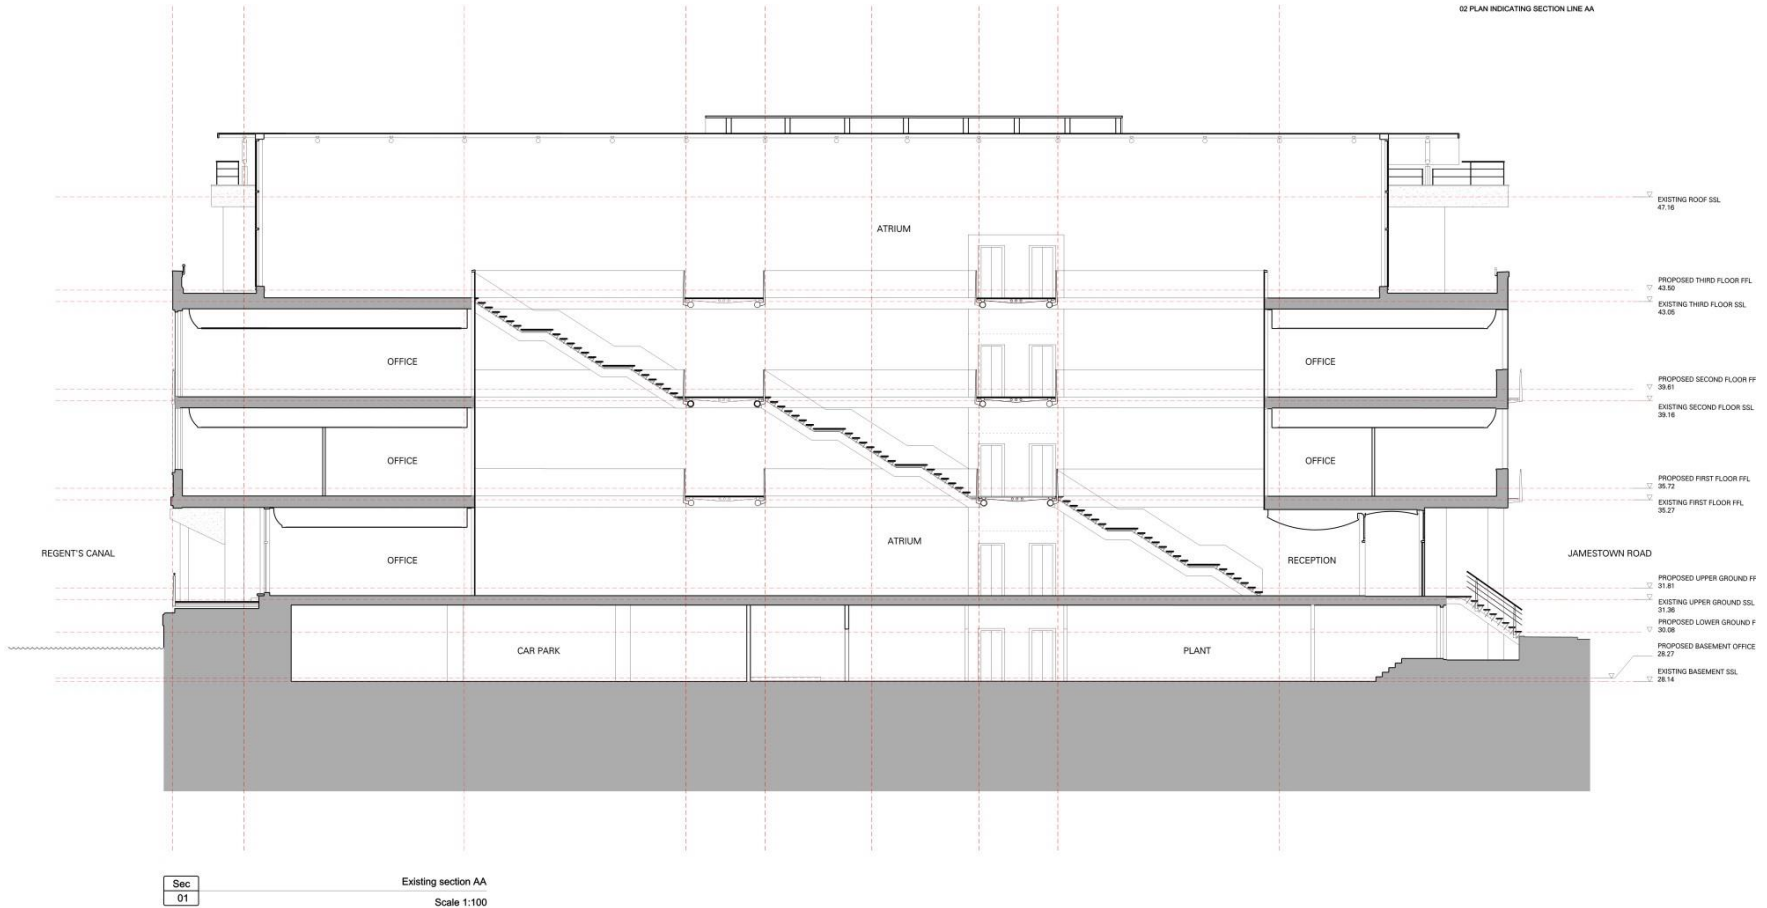 02 PLAN INDICATING SECTION LINE AA
EXISTING ROOF SSL
47.16
ATRIUM
PROPOSED THIRD FLOOR FFL
43.50
EXISTING THIRD FLOOR SSL
43.05
OFFICE
OFFICE
PROPOSED SECOND FLOOR FF
39.61
EXISTING SECOND FLOOR SSL
39.16
OFFICE
OFFICE
PROPOSED FIRST FLOOR FFL
35.72
EXISTING FIRST FLOOR FFL
35.27
REGENT'S CANAL
OFFICE
ATRIUM
RECEPTION
JAMESTOWN ROAD
PROPOSED UPPER GROUND FF
31.81
EXISTING UPPER GROUND SSL
31.36
PROPOSED LOWER GROUND F
30.08
CAR PARK
PLANT
PROPOSED BASEMENT OFFICE
28.27
EXISTING BASEMENT SSL
28.14
Sec
01
Existing section AA
Scale 1:100